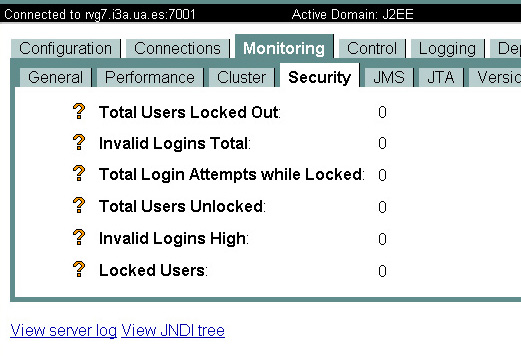 Connected to rvg7.i3a.ua.es:7001 Active Domain: J2EE
Configuration Connections Monitoring Control Logging
General Performance Cluster Security JMS JTA
? Total Users Locked Out: 0
? Invalid Logins Total: 0
? Total Login Attempts while Locked: 0
? Total Users Unlocked: 0
? Invalid Logins High: 0
? Locked Users: 0
View server log View JNDI tree